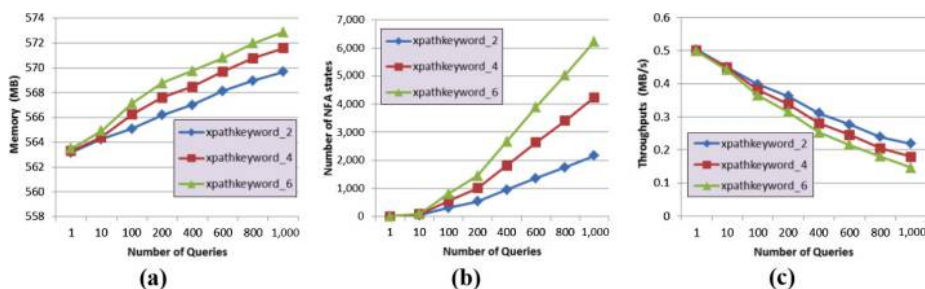 574
572
570
568
566
564
562
560
558
Memory (MB)
xpathkeyword_2
xpathkeyword_4
xpathkeyword_6
1 10 100 200 400 600 800 1,000
Number of Queries
(a)
7,000
6,000
5,000
4,000
3,000
2,000
1,000
0
Number of NFA states
xpathkeyword_2
xpathkeyword_4
xpathkeyword_6
1 10 100 200 400 600 800 1,000
Number of Queries
(b)
0.6
0.5
0.4
0.3
0.2
0.1
0
Throughputs (MB/s)
xpathkeyword_2
xpathkeyword_4
xpathkeyword_6
1 10 100 200 400 600 400 1,000
Number of Queries
(c)